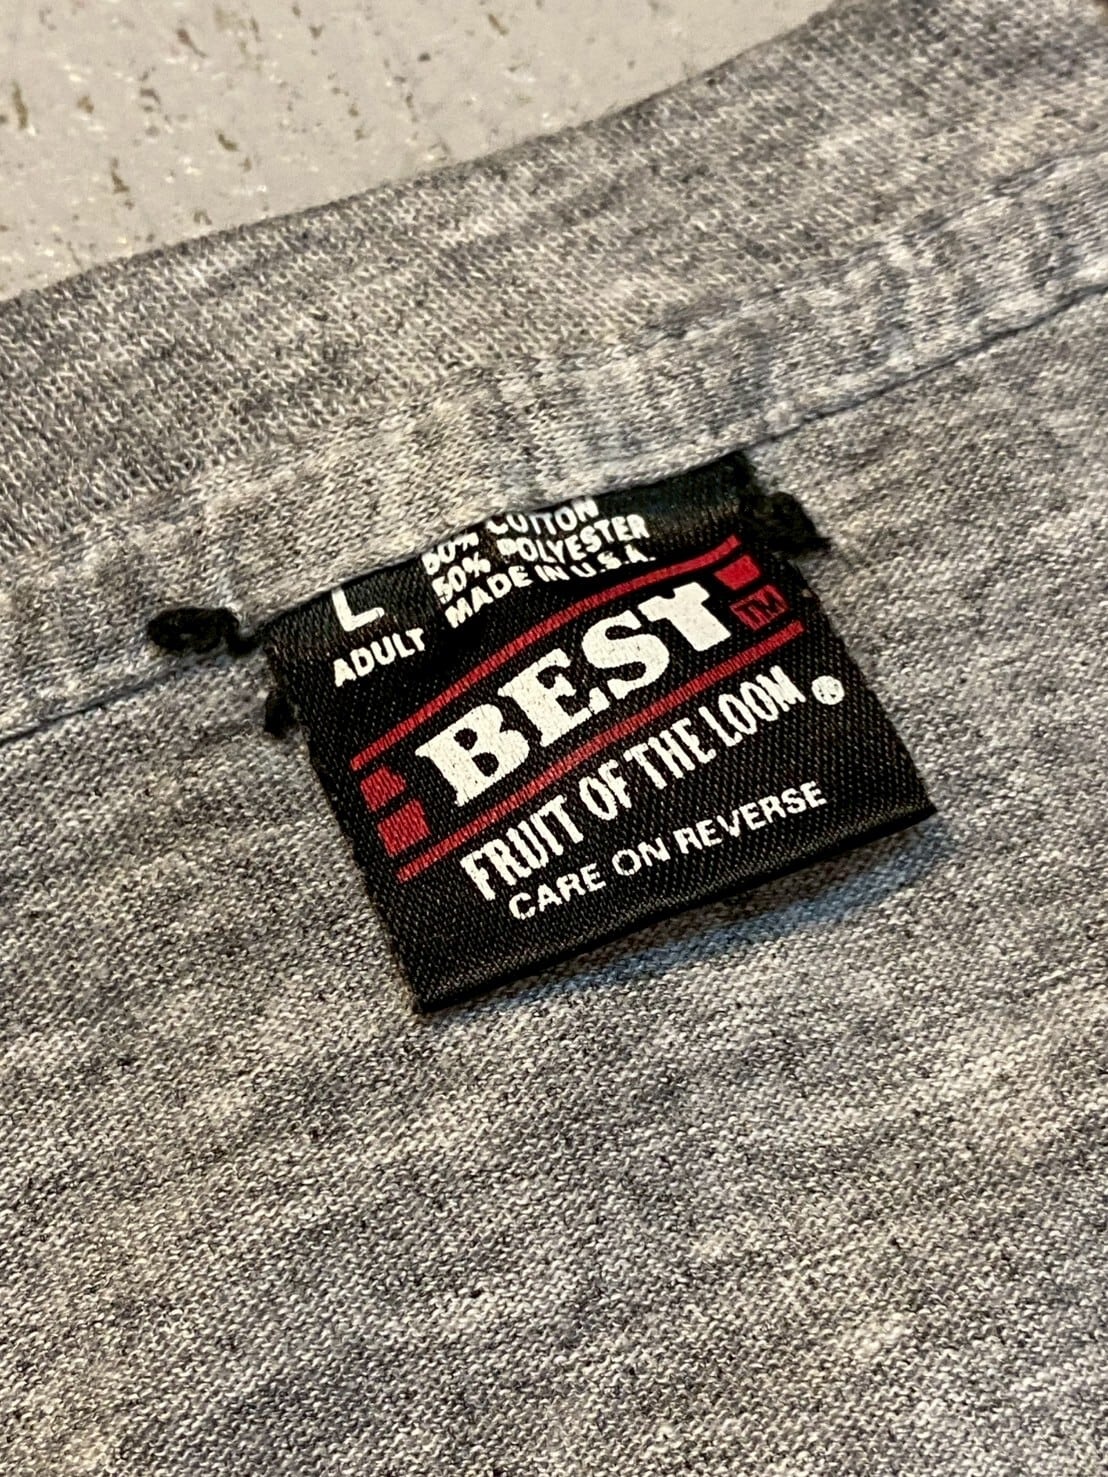 L
ADULT
50% COTTON
50% POLYESTER
MADE IN U.S.A.
BEST
TM
FRUIT OF THE LOOM®
CARE ON REVERSE